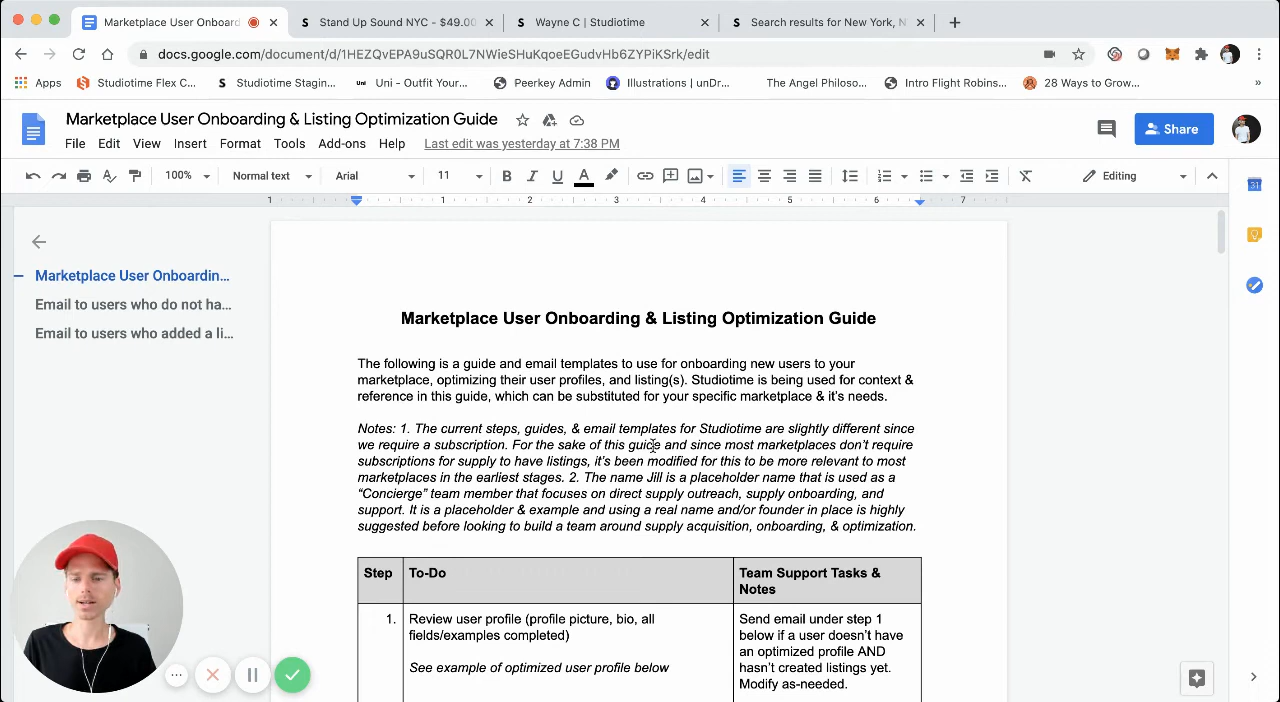 Marketplace User Onboard
Stand Up Sound NYC - $49.00
Wayne C | Studiotime
Search results for New York, N
docs.google.com/document/d/1HEZQvEPA9uSQR0L7NWieSHuKqoeEGudvHb6ZYPiKSrk/edit
Apps
Studiotime Flex C...
Studiotime Stagin...
Uni - Outfit Your...
Peerkey Admin
Illustrations | unDr...
The Angel Philoso...
Intro Flight Robins...
28 Ways to Grow...
Marketplace User Onboarding & Listing Optimization Guide
File Edit View Insert Format Tools Add-ons Help Last edit was yesterday at 7:38 PM
Share
100% Normal text Arial 11 B I U A Editing
1 1 2 3 4 5 6 7
Marketplace User Onboardin...
Email to users who do not ha...
Email to users who added a li...
Marketplace User Onboarding & Listing Optimization Guide
The following is a guide and email templates to use for onboarding new users to your
marketplace, optimizing their user profiles, and listing(s). Studiotime is being used for context &
reference in this guide, which can be substituted for your specific marketplace & it's needs.
Notes: 1. The current steps, guides, & email templates for Studiotime are slightly different since
we require a subscription. For the sake of this guide and since most marketplaces don't require
subscriptions for supply to have listings, it's been modified for this to be more relevant to most
marketplaces in the earliest stages. 2. The name Jill is a placeholder name that is used as a
"Concierge" team member that focuses on direct supply outreach, supply onboarding, and
support. It is a placeholder & example and using a real name and/or founder in place is highly
suggested before looking to build a team around supply acquisition, onboarding, & optimization.
Step
To-Do
Team Support Tasks &
Notes
1.
Review user profile (profile picture, bio, all
fields/examples completed)
See example of optimized user profile below
Send email under step 1
below if a user doesn't have
an optimized profile AND
hasn't created listings yet.
Modify as-needed.